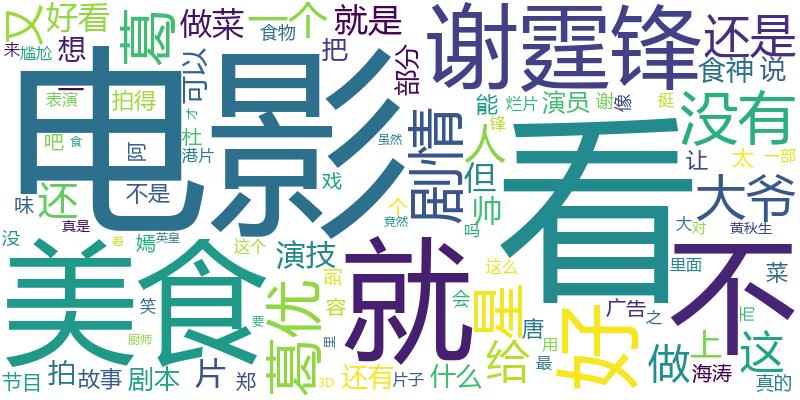 又
好看
葛
做菜
一个
就是
谢霆锋
还是
来
尴尬
想
食物
把
部分
食神
说
一
可以
电影
表演
拍得
能
烂片
演员
谢
像
挺
没有
吧
食
才
杜
港片
阿
剧情
虽然
人
看
让
太
一部
味
还
不是
戏
但
帅
个
竟然
锋
大爷
没
真是
嫣
英皇
着
这个
演技
到
吗
大
对
黄秋生
不
美食
就
这么
里面
星
菜
笑
厨师
要
葛优
容
里
会
好
广告
之
而
唐
用
最
给
做
上
这
节目
拍
故事
剧本
片
郑
3D
还有
片子
什么
海涛
真的